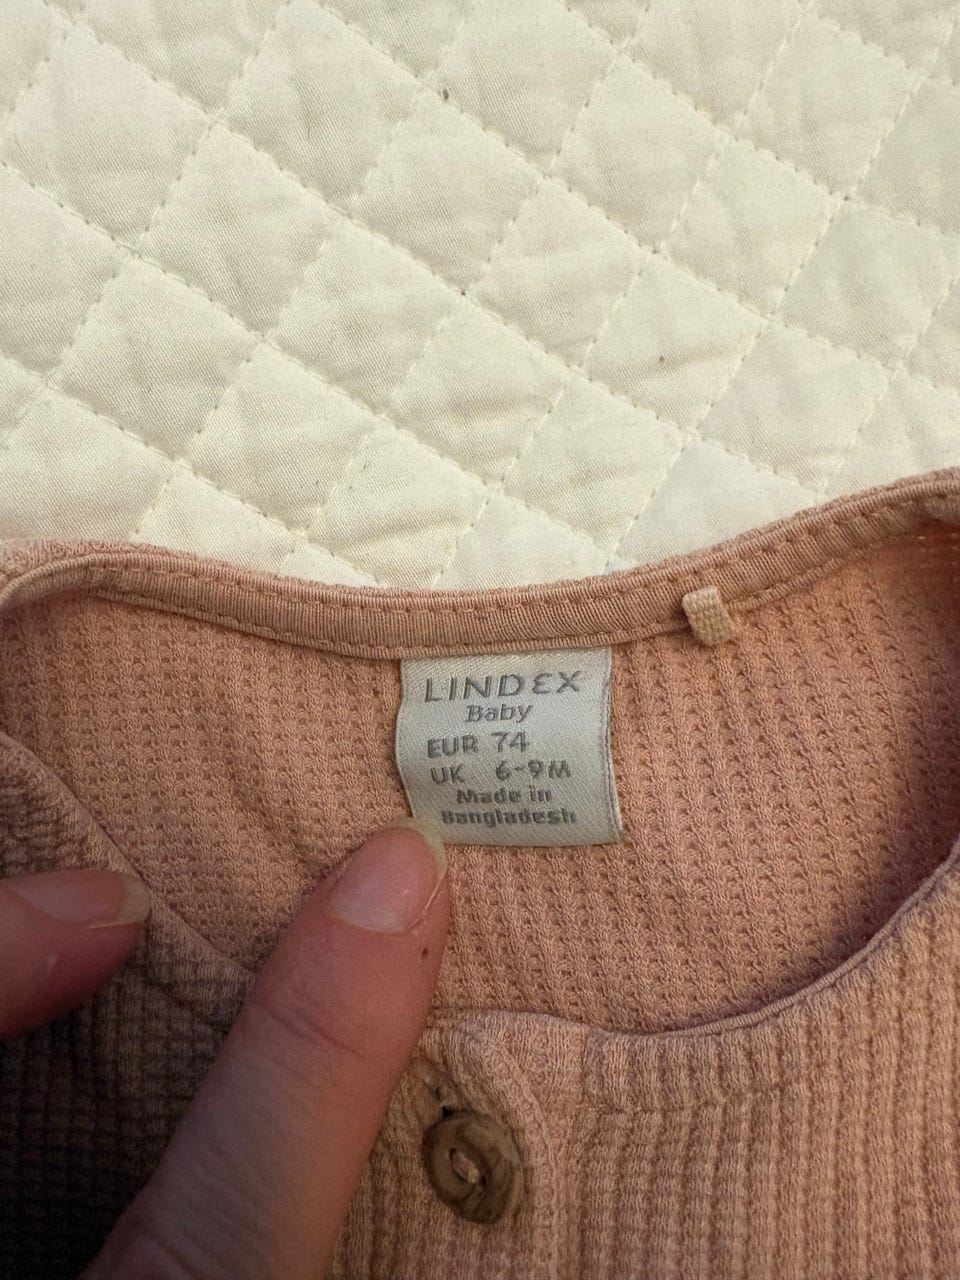 LINDEX
Baby
EUR 74
UK 6-9M
Made in
Bangladesh